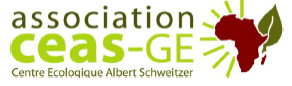 association
ceas-GE
Centre Ecologique Albert Schweitzer